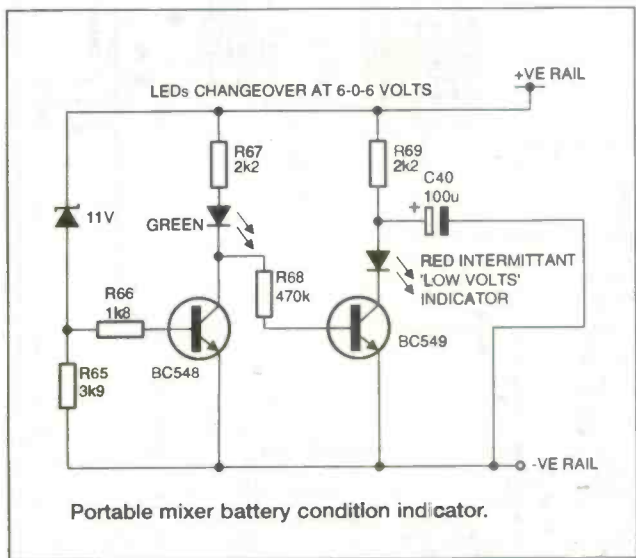 LEDs CHANGEOVER AT 6-0-6 VOLTS
+VE RAIL
R67
2k2
R69
2k2
C40
100u
+
11V
GREEN
R68
470k
RED INTERMITTANT
'LOW VOLTS'
INDICATOR
R66
1k8
BC548
BC549
R65
3k9
-VE RAIL
Portable mixer battery condition indicator.